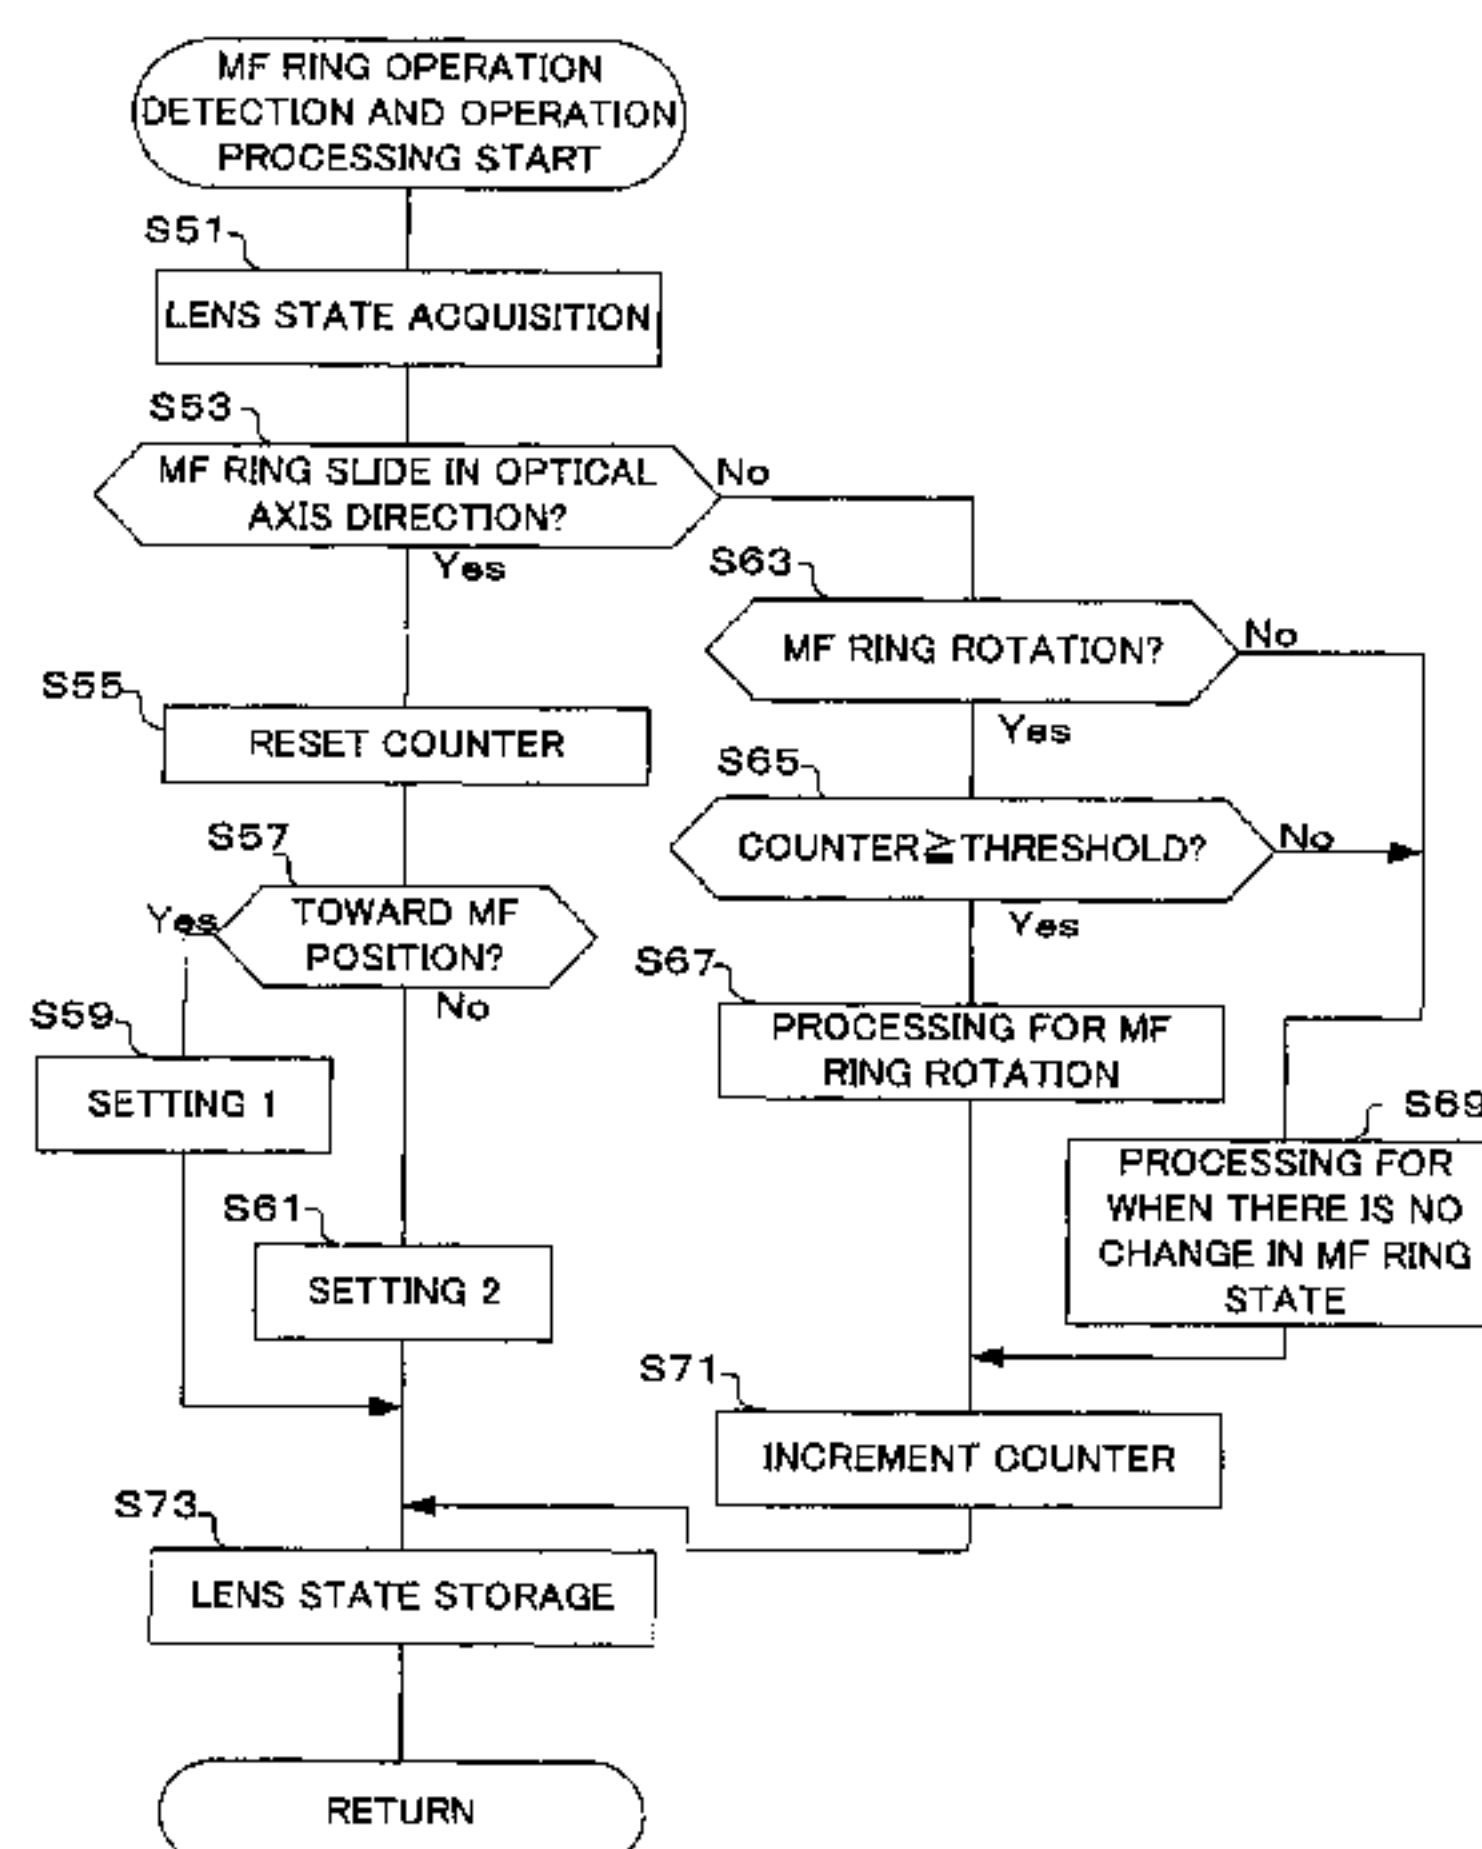 MF RING OPERATION
DETECTION AND OPERATION
PROCESSING START
S51
LENS STATE ACQUISITION
S53
MF RING SLIDE IN OPTICAL
AXIS DIRECTION?
No
Yes
S63
MF RING ROTATION?
No
Yes
S55
RESET COUNTER
S65
COUNTER≧THRESHOLD?
No
Yes
S57
TOWARD MF
POSITION?
Yes
No
S67
PROCESSING FOR MF
RING ROTATION
S59
SETTING 1
S69
PROCESSING FOR
WHEN THERE IS NO
CHANGE IN MF RING
STATE
S61
SETTING 2
S71
INCREMENT COUNTER
S73
LENS STATE STORAGE
RETURN